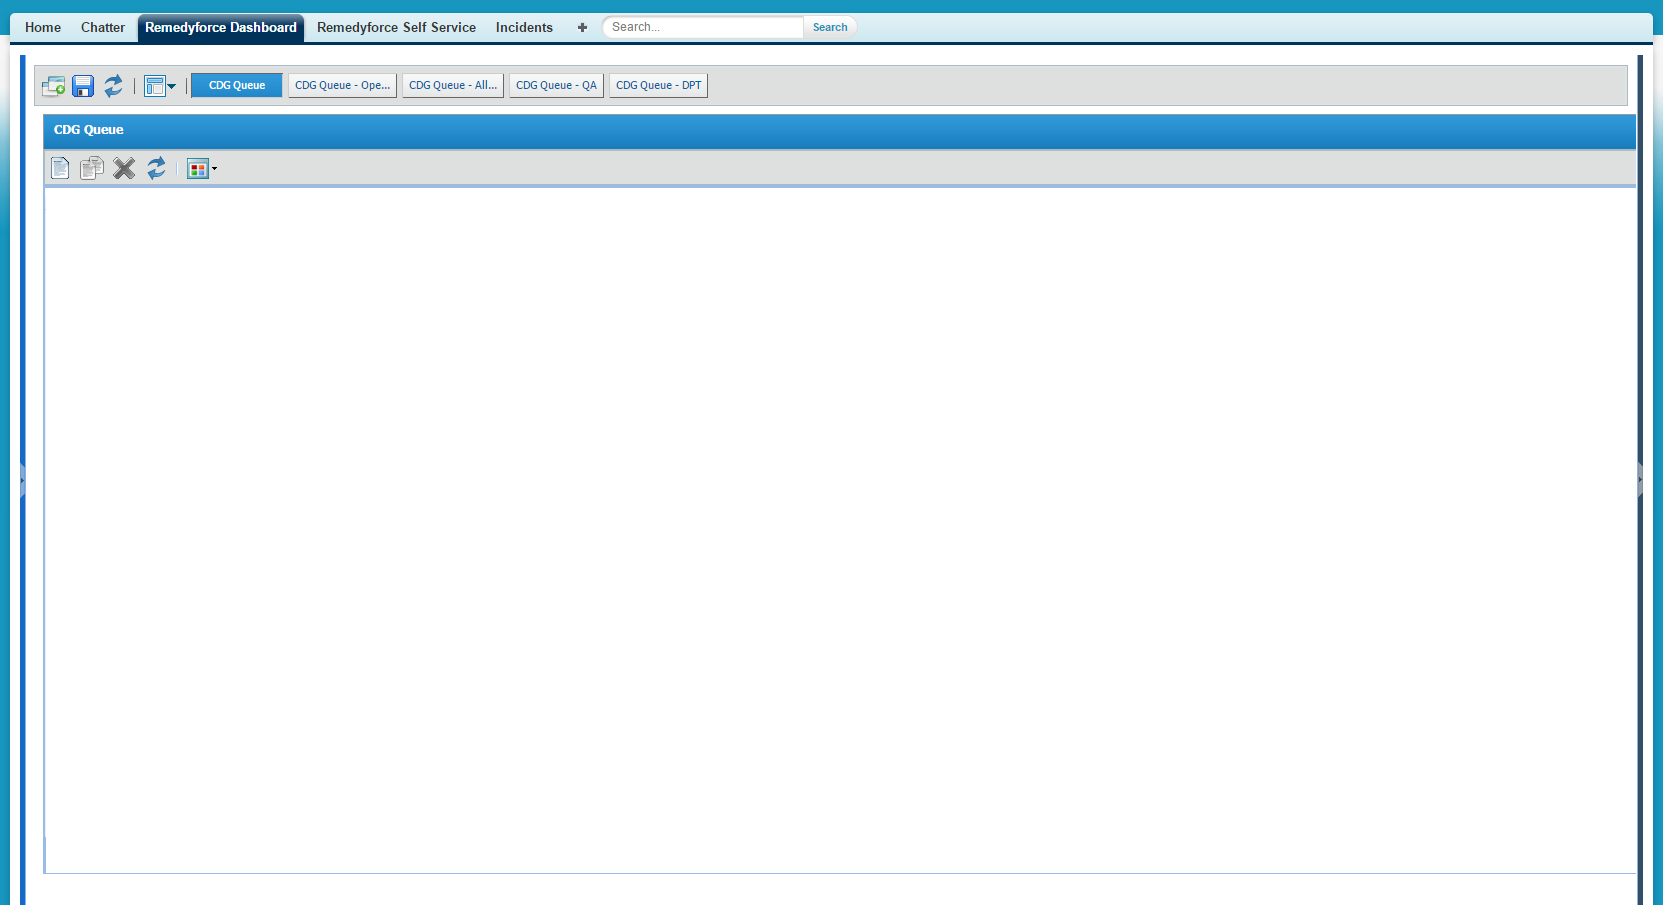 Home Chatter Remedyforce Dashboard Remedyforce Self Service Incidents + Search... Search
CDG Queue CDG Queue - Ope... CDG Queue - All... CDG Queue - QA CDG Queue - DPT
CDG Queue